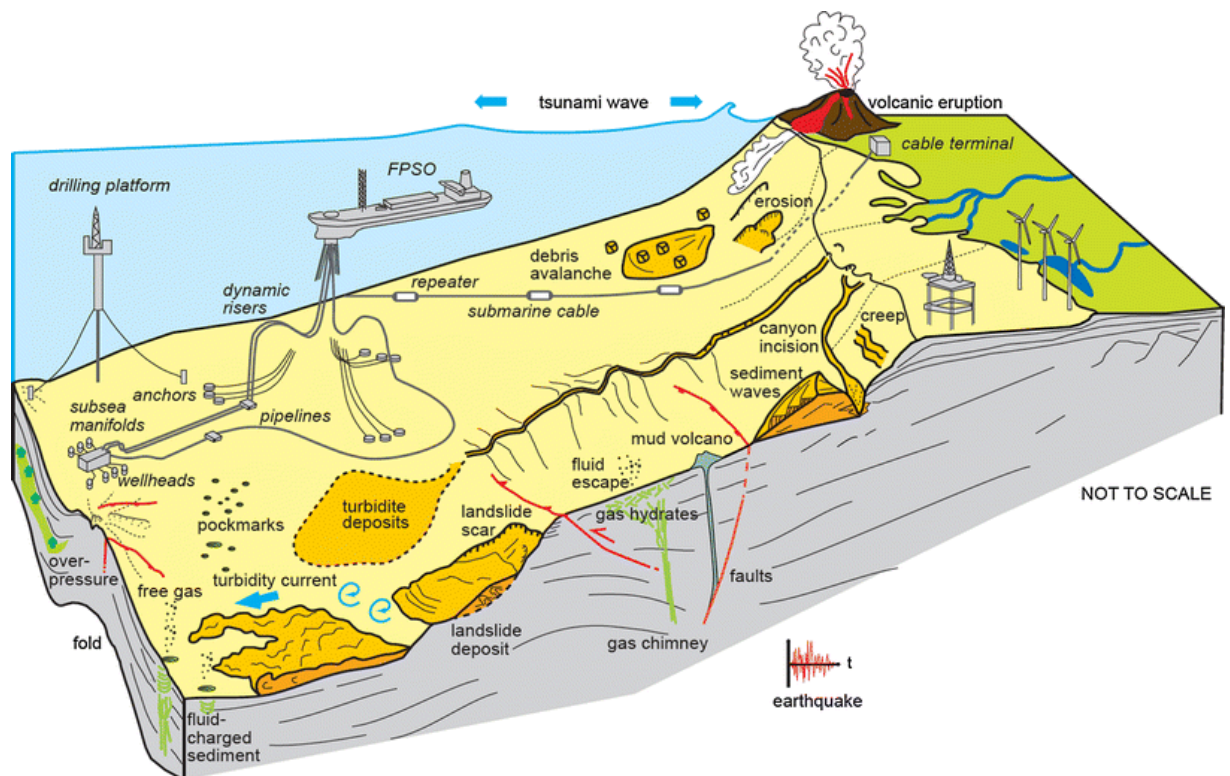 tsunami wave
volcanic eruption
cable terminal
drilling platform
FPSO
erosion
debris
avalanche
dynamic
risers
repeater
submarine cable
canyon
incision
creep
sediment
waves
anchors
subsea
manifolds
pipelines
mud volcano
wellheads
fluid
escape
turbidite
deposits
pockmarks
landslide
scar
gas hydrates
NOT TO SCALE
over-
pressure
free gas
turbidity current
faults
fold
landslide
deposit
gas chimney
t
earthquake
fluid-
charged
sediment